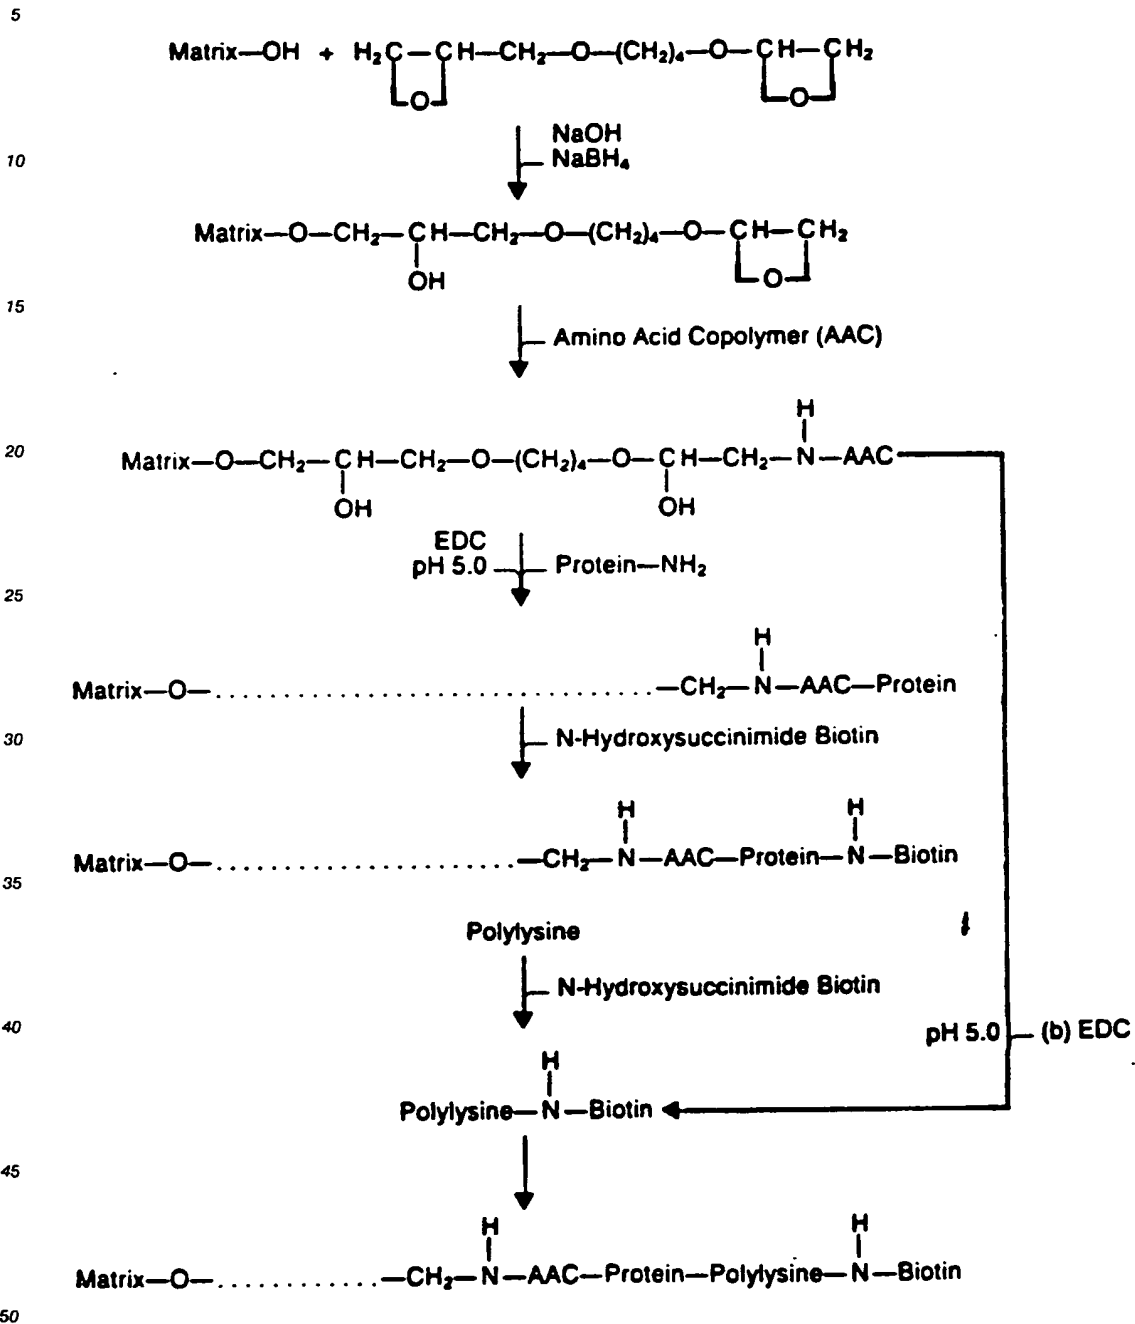 5
Matrix—OH + H₂C—CH—CH₂—O—(CH₂)₄—O—CH—CH₂
O O
NaOH
10
NaBH₄
Matrix—O—CH₂—CH—CH₂—O—(CH₂)₄—O—CH—CH₂
OH O
15
Amino Acid Copolymer (AAC)
H
20
Matrix—O—CH₂—CH—CH₂—O—(CH₂)₄—O—CH—CH₂—N—AAC
OH OH
EDC
pH 5.0 Protein—NH₂
25
H
Matrix—O—....................................—CH₂—N—AAC—Protein
30
N-Hydroxysuccinimide Biotin
H H
Matrix—O—.........................—CH₂—N—AAC—Protein—N—Biotin
35
Polylysine
N-Hydroxysuccinimide Biotin
40
pH 5.0 (b) EDC
H
Polylysine—N—Biotin
45
H H
Matrix—O—..............—CH₂—N—AAC—Protein—Polylysine—N—Biotin
50